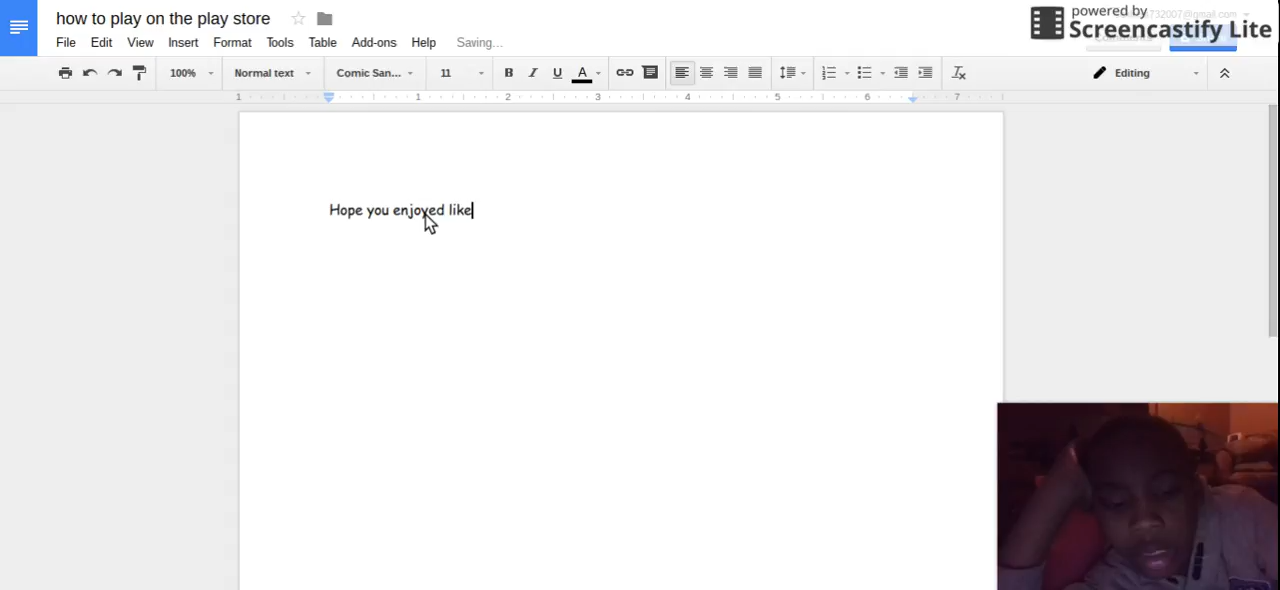 how to play on the play store
powered by
Screencastify Lite
File Edit View Insert Format Tools Table Add-ons Help Saving...
100% Normal text Comic San... 11 B I U A Editing
1 1 2 3 4 5 6 7
Hope you enjoyed like